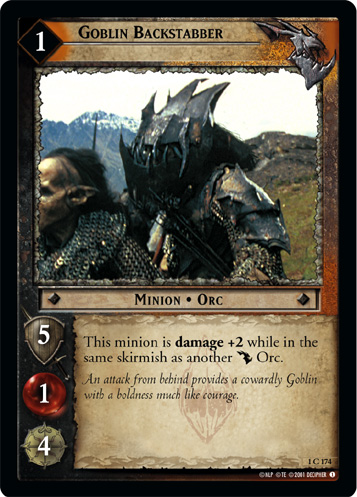 1
GOBLIN BACKSTABBER
MINION • ORC
5
This minion is damage +2 while in the
same skirmish as another Orc.
1
An attack from behind provides a cowardly Goblin
with a boldness much like courage.
4
1 C 174
©NLP ™TE ©2001 DECIPHER 1